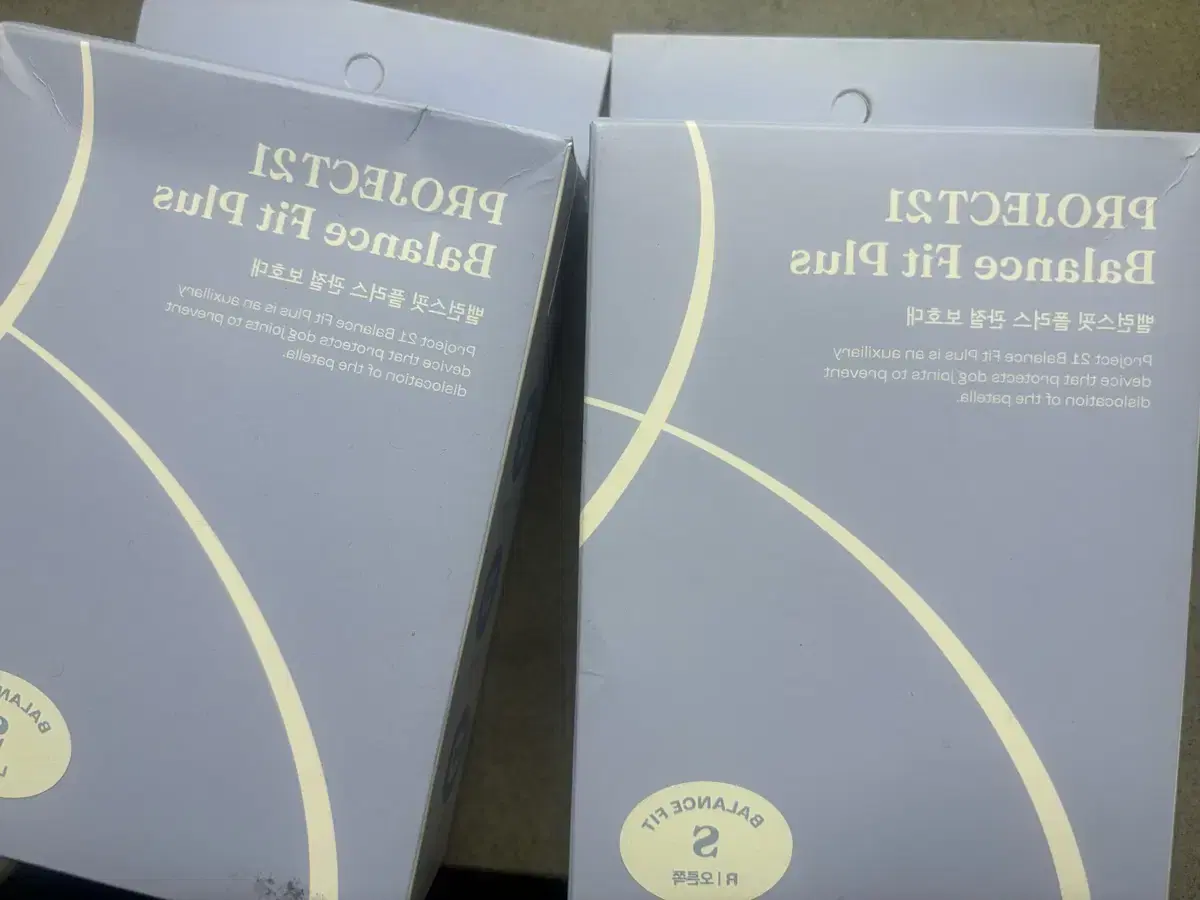 PROJECT21
Balance Fit Plus
밸런스핏 플러스 관절 보호대
Project 21 Balance Fit Plus is an auxiliary
device that protects dog joints to prevent
dislocation of the patella.
BALANCE
S
L
PROJECT21
Balance Fit Plus
밸런스핏 플러스 관절 보호대
Project 21 Balance Fit Plus is an auxiliary
device that protects dog joints to prevent
dislocation of the patella.
BALANCE FIT
S
R | 오른쪽